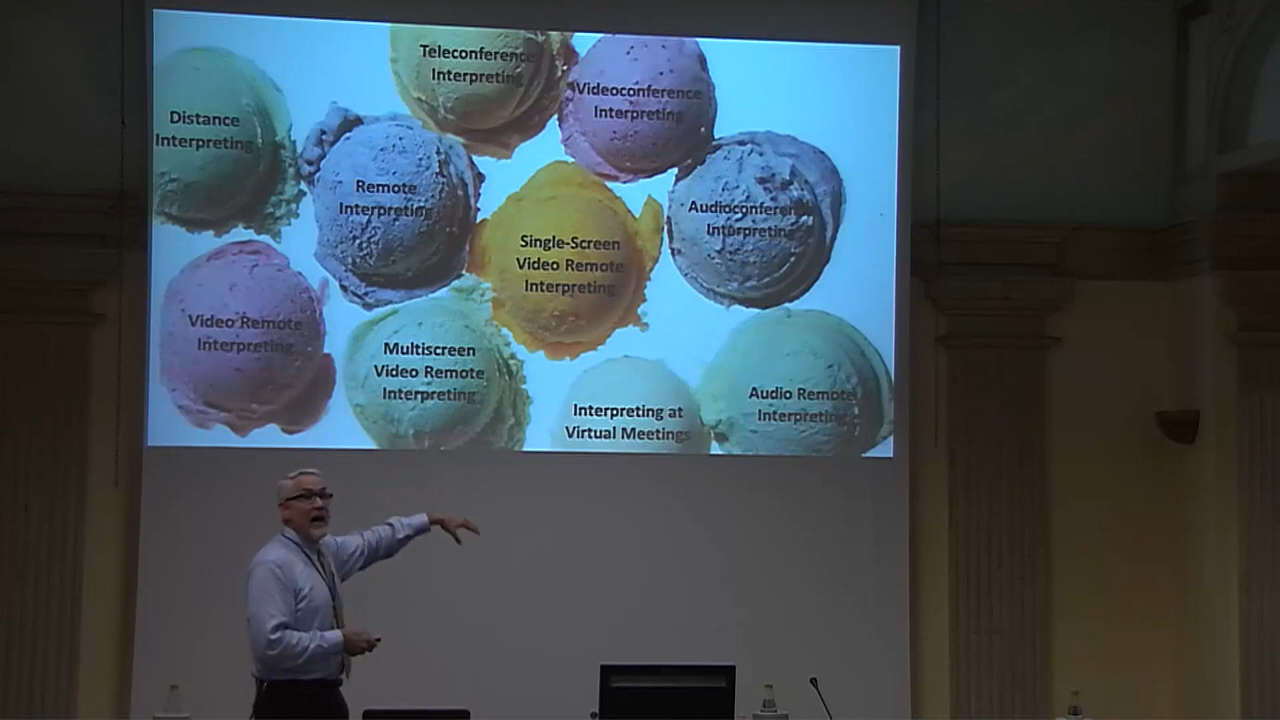 Teleconference
Interpreting
Videoconference
Interpreting
Distance
Interpreting
Remote
Interpreting
Audioconference
Interpreting
Single-Screen
Video Remote
Interpreting
Video Remote
Interpreting
Multiscreen
Video Remote
Interpreting
Interpreting at
Virtual Meetings
Audio Remote
Interpreting